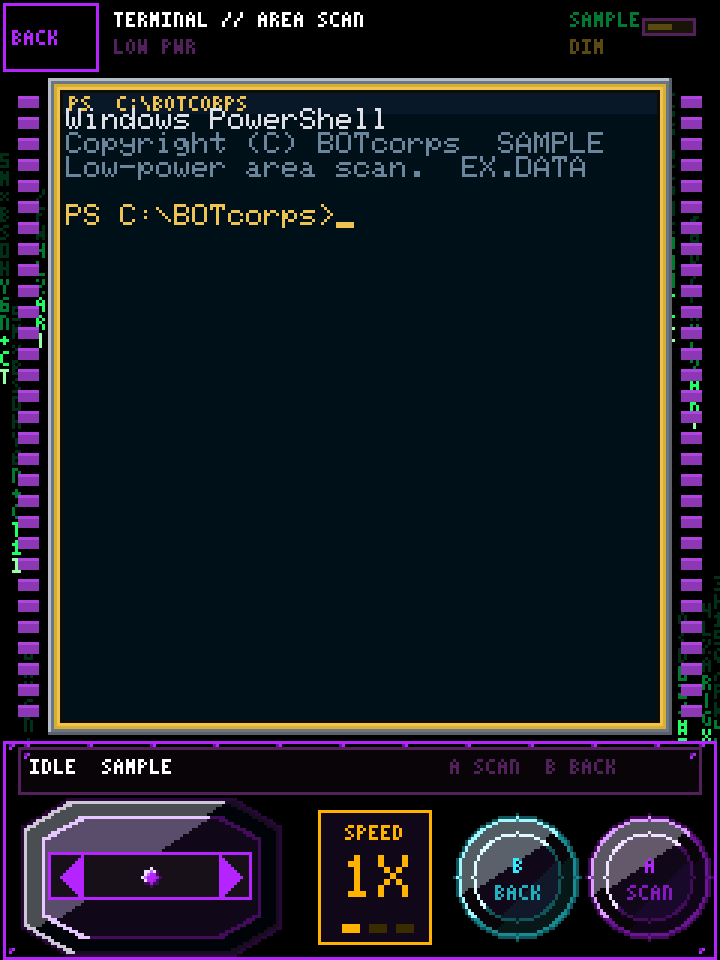 BACK
TERMINAL // AREA SCAN
LOW PWR
SAMPLE
DIM
PS C:\BOTCORPS
Windows PowerShell
Copyright (C) BOTcorps SAMPLE
Low-power area scan. EX.DATA
PS C:\BOTcorps>_
IDLE SAMPLE
A SCAN B BACK
SPEED
1X
B
BACK
A
SCAN